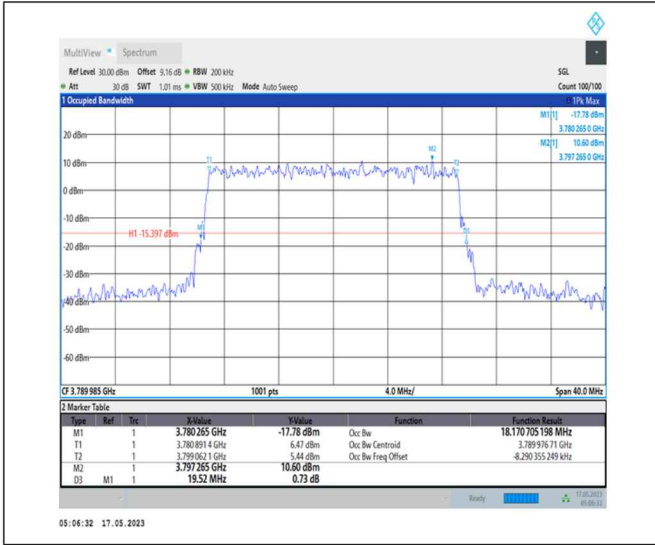 MultiView Spectrum
Ref Level 30.00 dBm Offset 9.16 dB RBW 200 kHz SGL
Att 30 dB SWT 1.01 ms VBW 500 kHz Mode Auto Sweep Count 100/100
1 Occupied Bandwidth 1Pk Max
M1[1] -17.78 dBm
3.780 265 0 GHz
20 dBm M2[1] 10.60 dBm
3.797 265 0 GHz
M2
T1 T2
10 dBm
0 dBm
-10 dBm
M1
H1 -15.397 dBm
-20 dBm
-30 dBm
-40 dBm
-50 dBm
-60 dBm
CF 3.789 985 GHz 1001 pts 4.0 MHz/ Span 40.0 MHz
2 Marker Table
Type Ref Trc X-Value Y-Value Function Function Result
M1 1 3.780 265 GHz -17.78 dBm Occ Bw 18.170 705 198 MHz
T1 1 3.780 891 4 GHz 6.47 dBm Occ Bw Centroid 3.789 976 71 GHz
T2 1 3.799 062 1 GHz 5.44 dBm Occ Bw Freq Offset -8.290 355 249 kHz
M2 1 3.797 265 GHz 10.60 dBm
D3 M1 1 19.52 MHz 0.73 dB
Ready 17.05.2023
05:06:32
05:06:32 17.05.2023